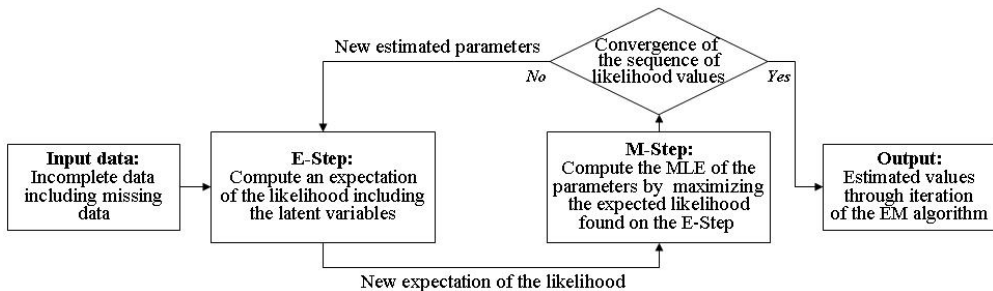 Input data:
Incomplete data
including missing
data
E-Step:
Compute an expectation
of the likelihood including
the latent variables
New expectation of the likelihood
M-Step:
Compute the MLE of the
parameters by maximizing
the expected likelihood
found on the E-Step
Convergence of
the sequence of
likelihood values
No
New estimated parameters
Yes
Output:
Estimated values
through iteration
of the EM algorithm